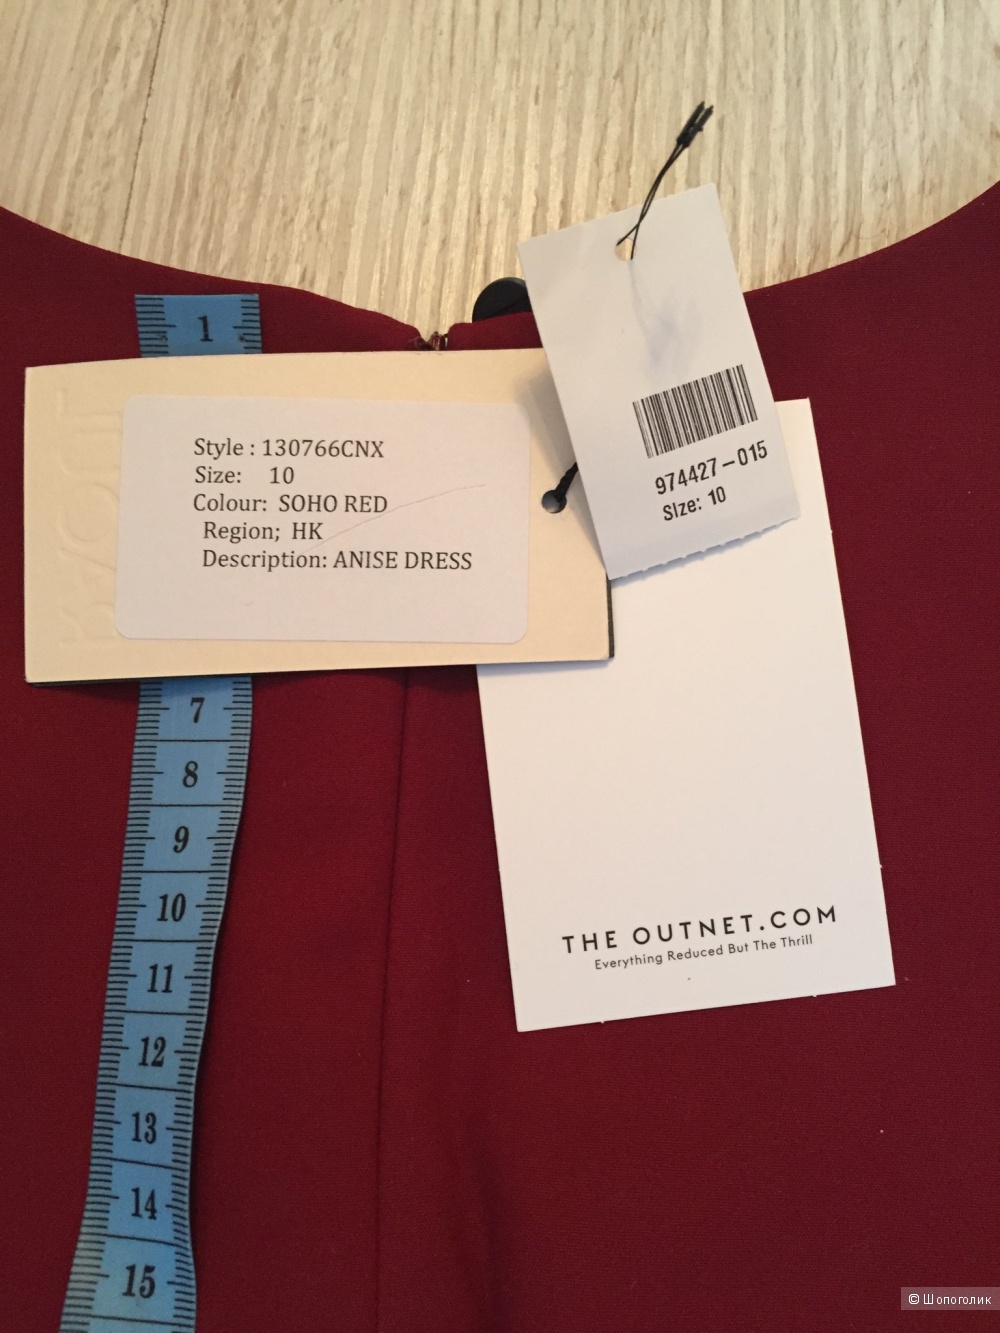 1
Style : 130766CNX
Size: 10
Colour: SOHO RED
Region; HK
Description: ANISE DRESS
974427-015
Size: 10
7
8
9
10
11
12
13
14
15
THE OUTNET.COM
Everything Reduced But The Thrill
© Шопоголик